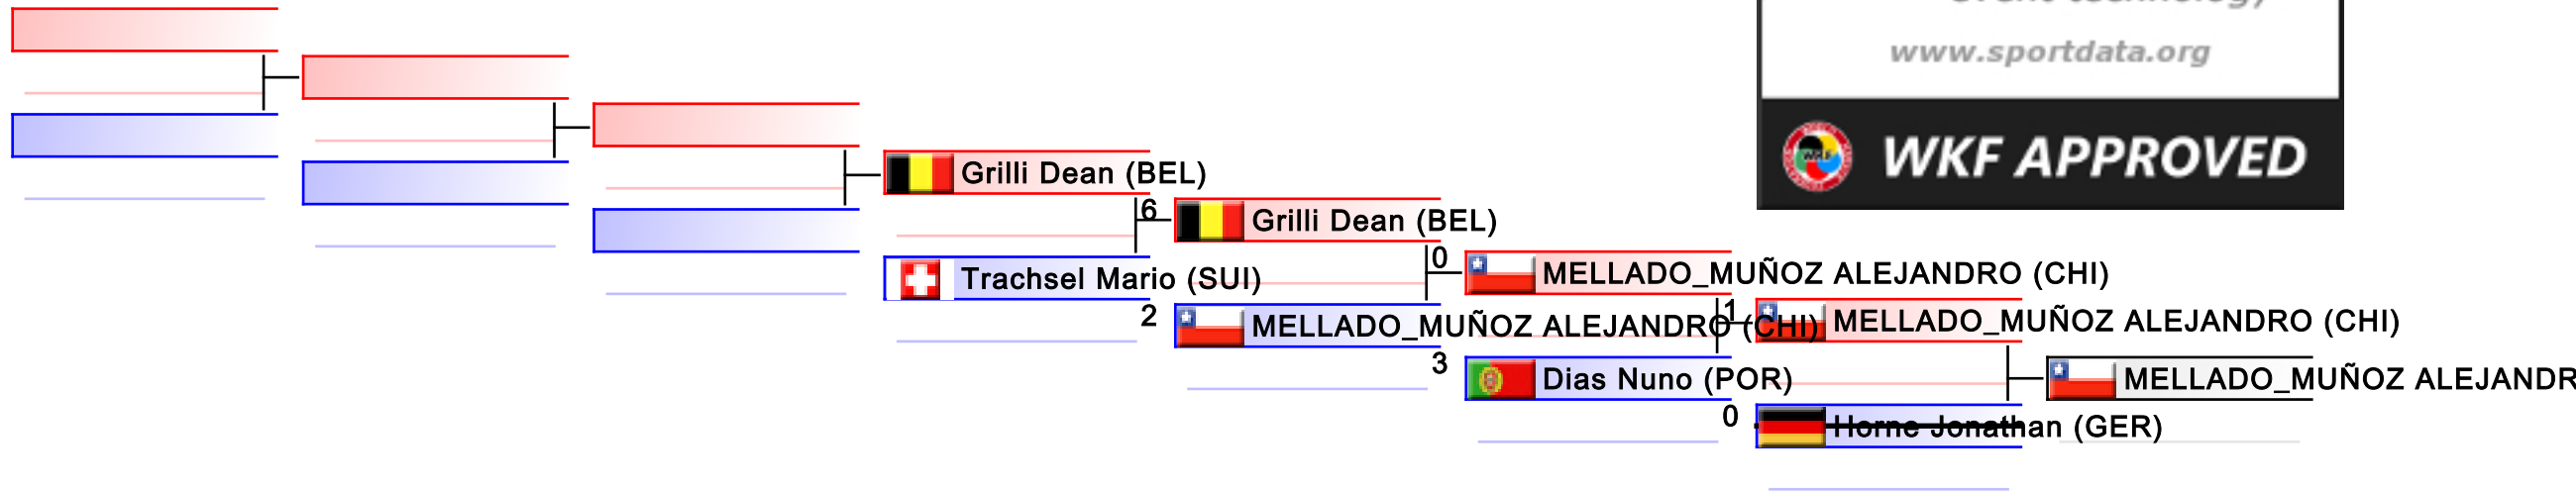 www.sportdata.org
WKF APPROVED
Grilli Dean (BEL)
6
Grilli Dean (BEL)
Trachsel Mario (SUI)
2
0
MELLADO_MUÑOZ ALEJANDRO (CHI)
MELLADO_MUÑOZ ALEJANDRO (CHI)
3
1
MELLADO_MUÑOZ ALEJANDRO (CHI)
Dias Nuno (POR)
0
MELLADO_MUÑOZ ALEJANDR
Horne Jonathan (GER)